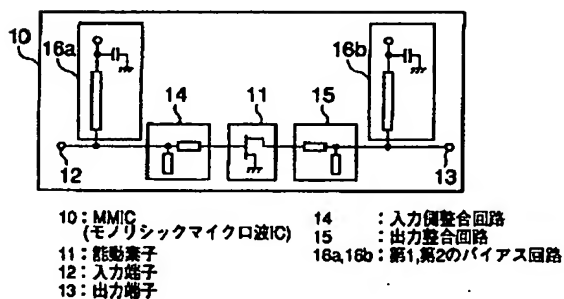 10
16a
16b
14
11
15
12
13
10：MMIC
(モノリシックマイクロ波IC)
11：能動素子
12：入力端子
13：出力端子
14：入力側整合回路
15：出力整合回路
16a,16b：第1,第2のバイアス回路